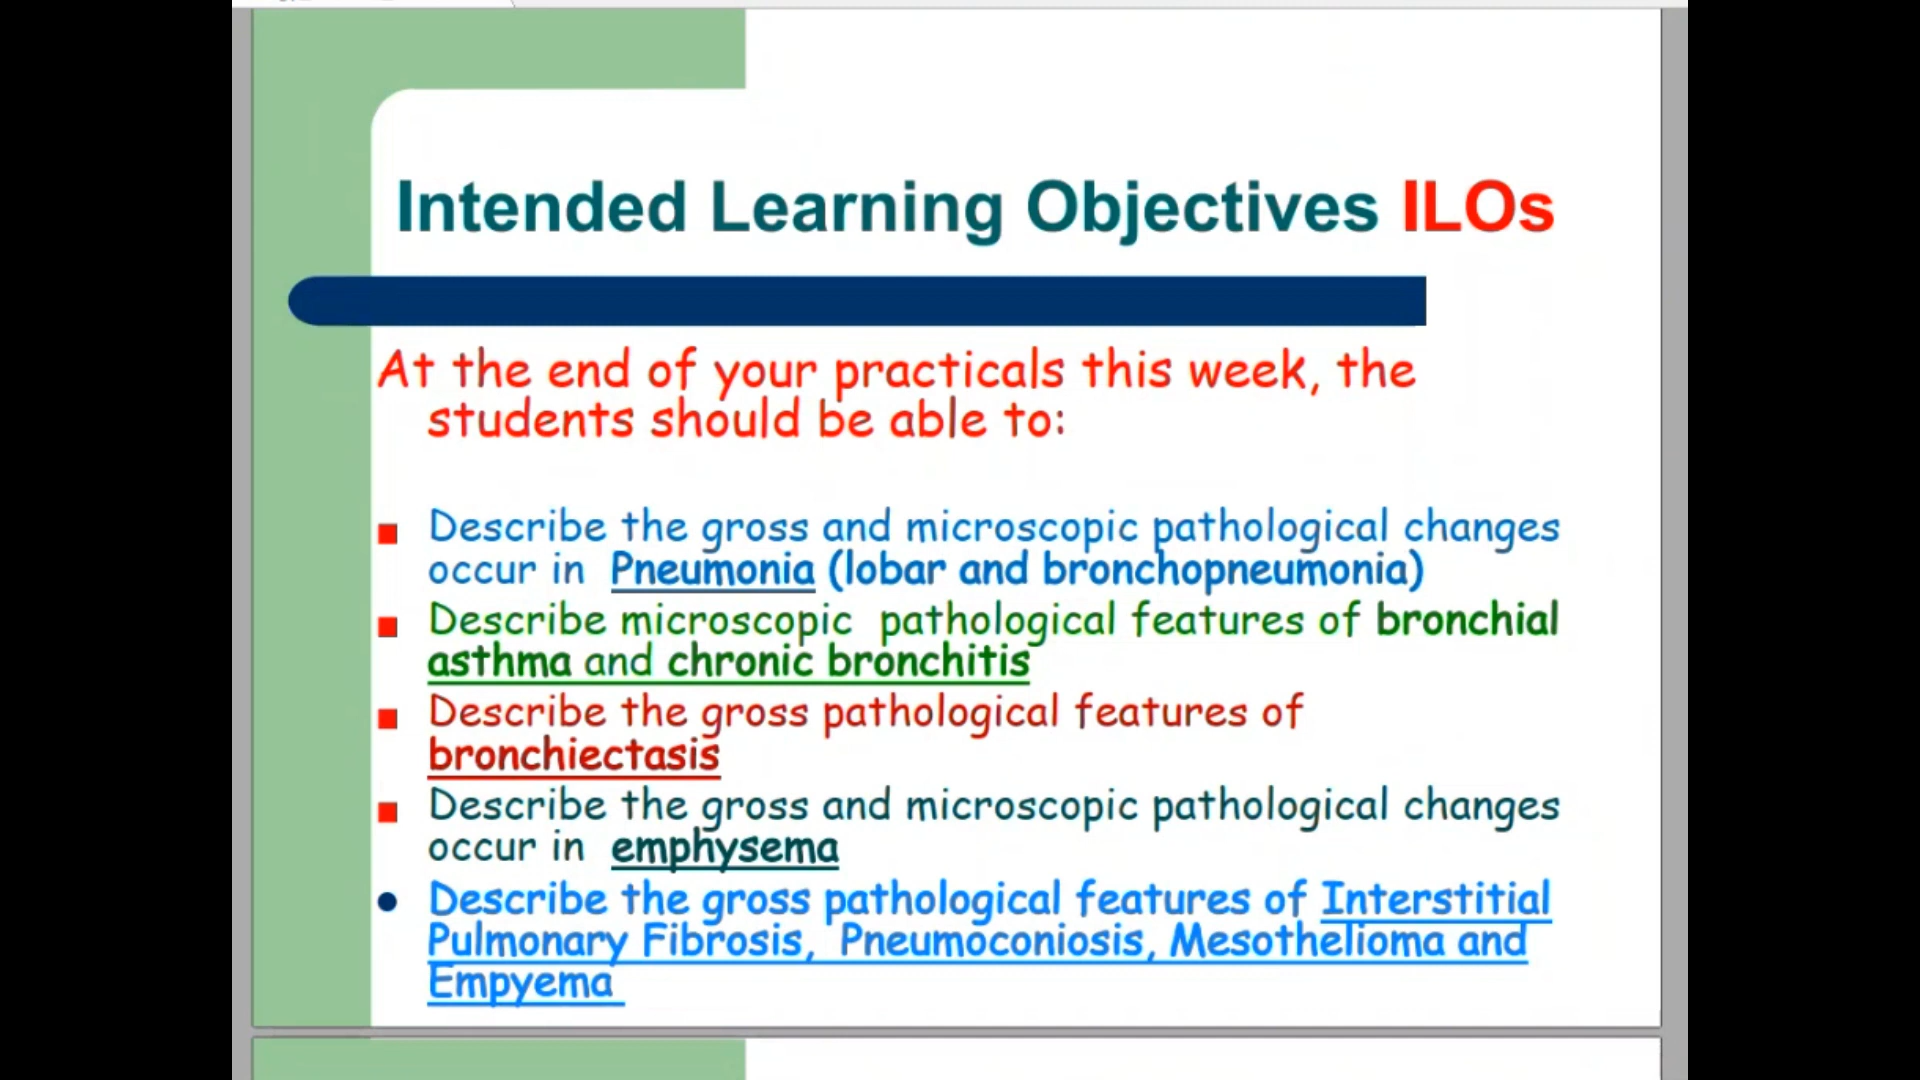 Intended Learning Objectives ILOs
At the end of your practicals this week, the
students should be able to:
Describe the gross and microscopic pathological changes
occur in Pneumonia (lobar and bronchopneumonia)
Describe microscopic pathological features of bronchial
asthma and chronic bronchitis
Describe the gross pathological features of
bronchiectasis
Describe the gross and microscopic pathological changes
occur in emphysema
Describe the gross pathological features of Interstitial
Pulmonary Fibrosis, Pneumoconiosis, Mesothelioma and
Empyema